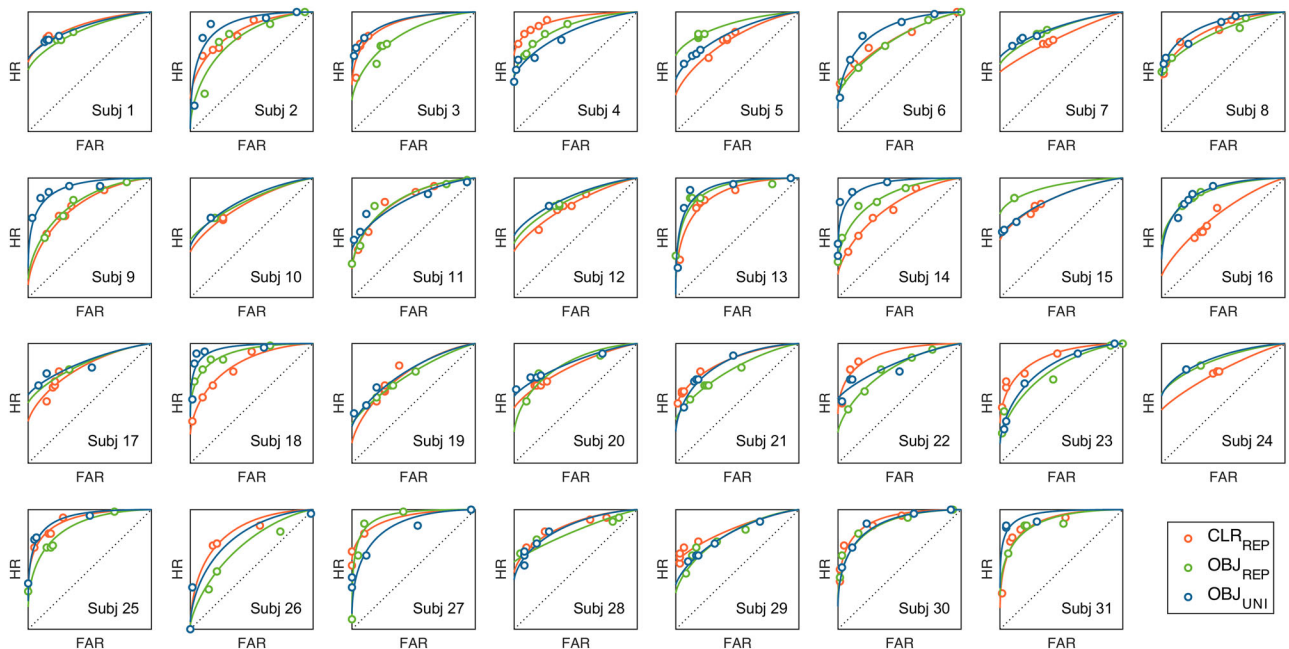 HR HR HR HR HR HR HR HR
Subj 1 Subj 2 Subj 3 Subj 4 Subj 5 Subj 6 Subj 7 Subj 8
FAR FAR FAR FAR FAR FAR FAR FAR
HR HR HR HR HR HR HR HR
Subj 9 Subj 10 Subj 11 Subj 12 Subj 13 Subj 14 Subj 15 Subj 16
FAR FAR FAR FAR FAR FAR FAR FAR
HR HR HR HR HR HR HR HR
Subj 17 Subj 18 Subj 19 Subj 20 Subj 21 Subj 22 Subj 23 Subj 24
FAR FAR FAR FAR FAR FAR FAR FAR
HR HR HR HR HR HR HR
Subj 25 Subj 26 Subj 27 Subj 28 Subj 29 Subj 30 Subj 31
FAR FAR FAR FAR FAR FAR FAR
CLR REP
OBJ REP
OBJ UNI